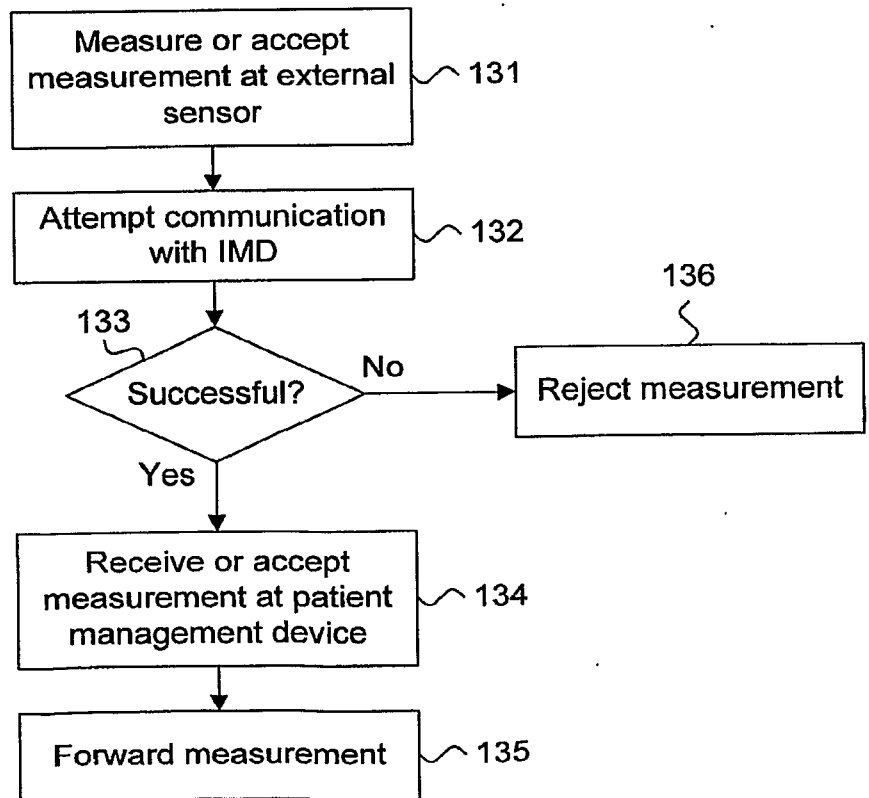 Measure or accept
measurement at external
sensor
131
Attempt communication
with IMD
132
133
Successful?
No
136
Reject measurement
Yes
Receive or accept
measurement at patient
management device
134
Forward measurement
135